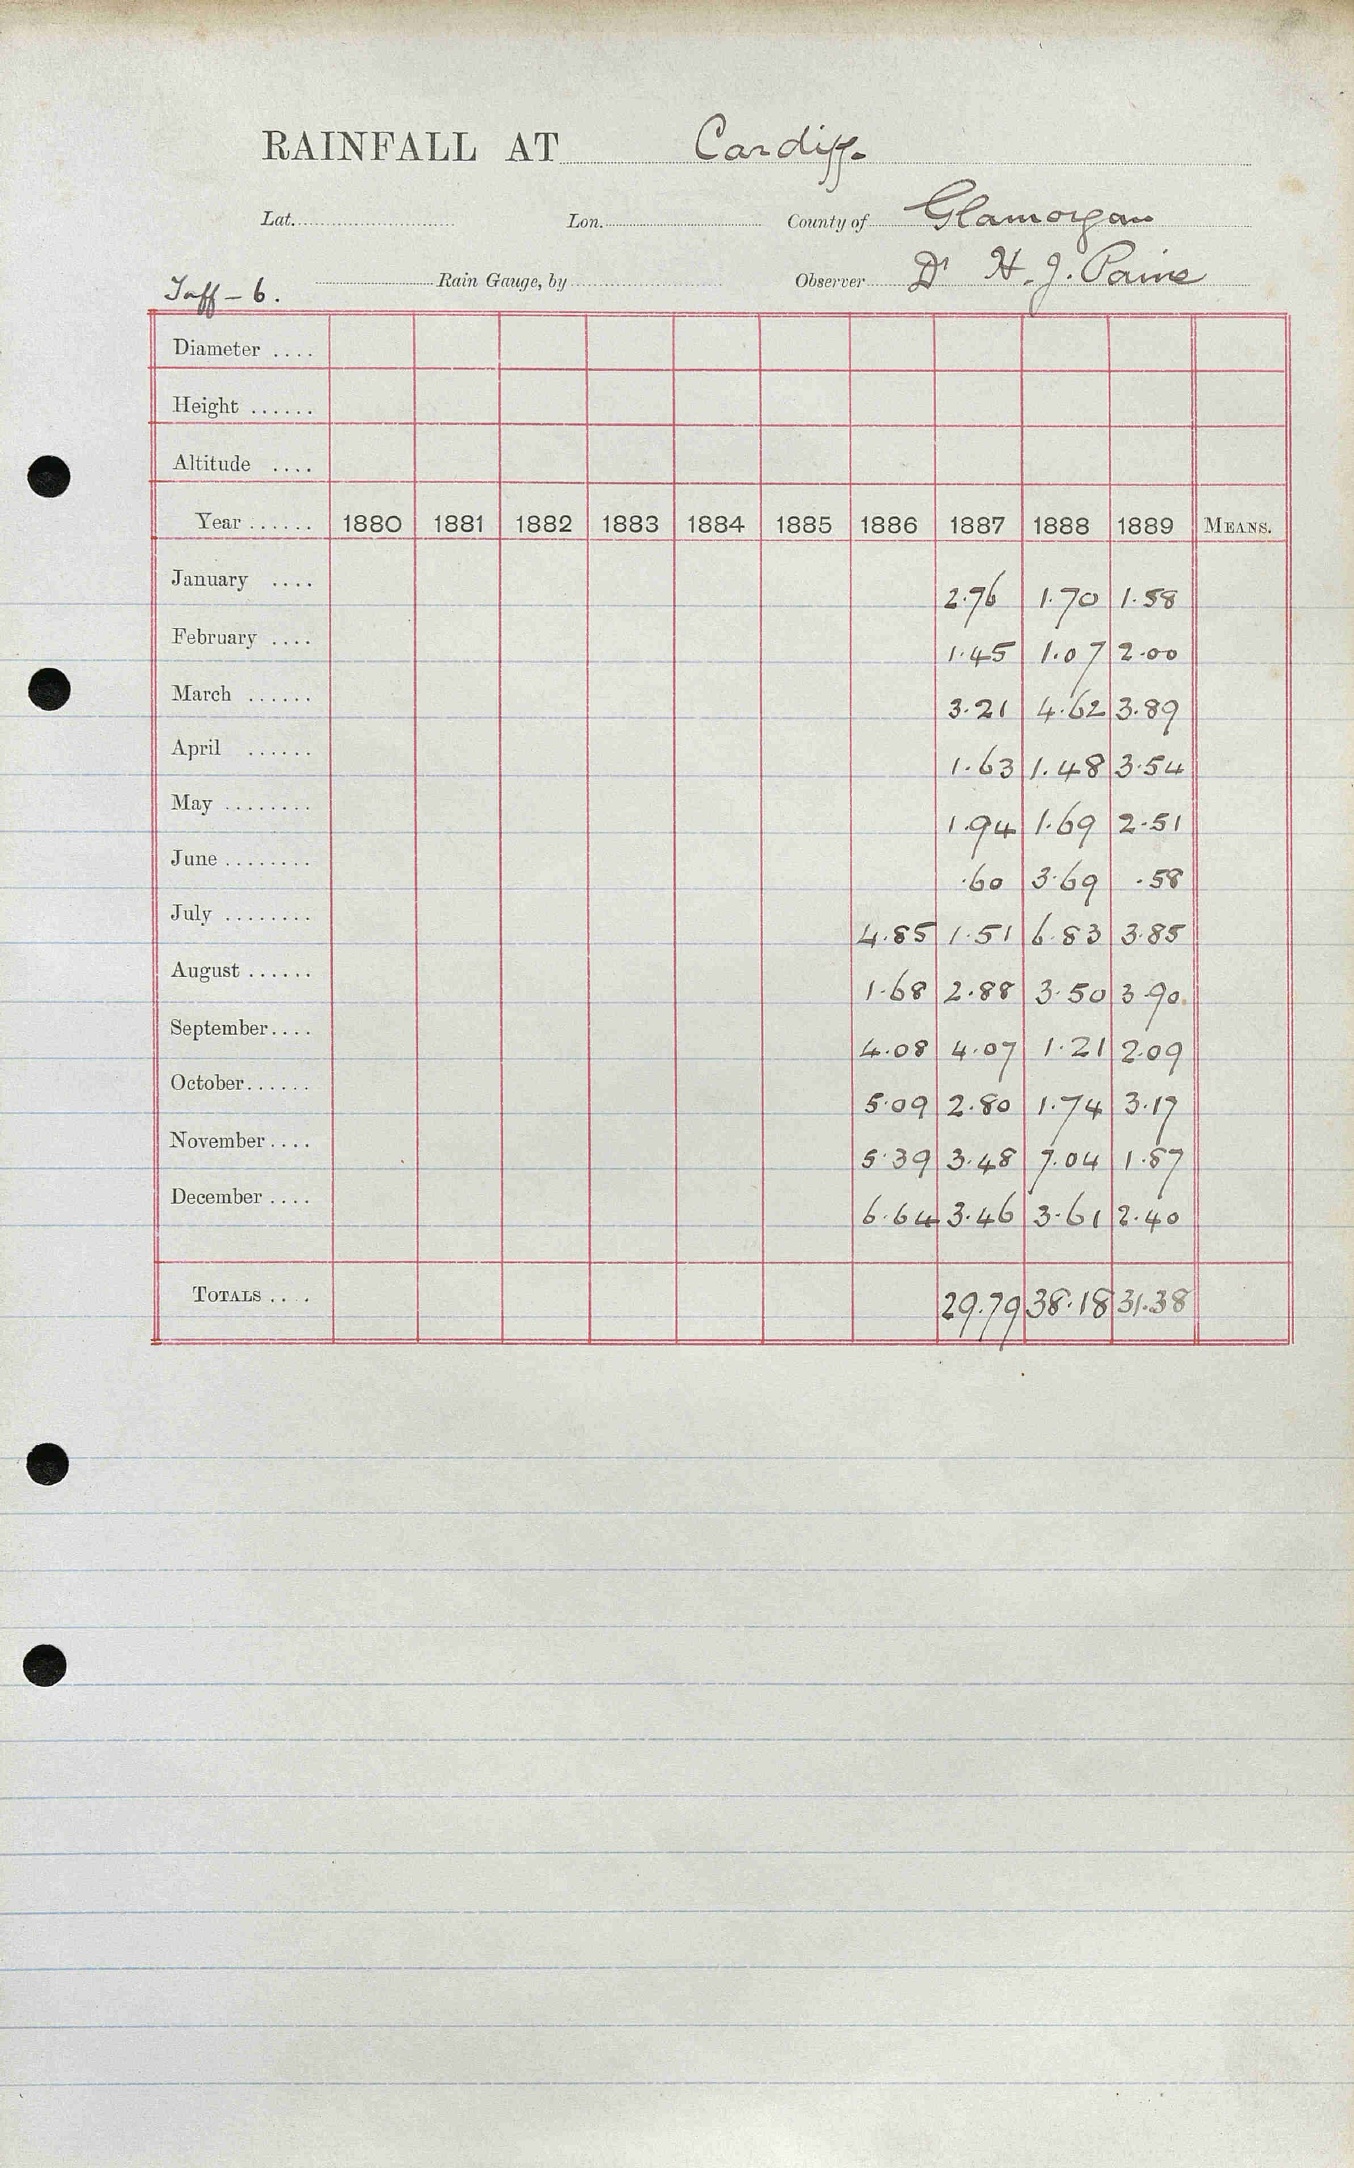 RAINFALL AT Cardiff.
Lat. Lon. County of Glamorgan
Taff - 6. Rain Gauge, by Observer Dr H. J. Paine
Diameter ....
Height ......
Altitude ....
Year ...... 1880 1881 1882 1883 1884 1885 1886 1887 1888 1889 MEANS.
January .... 2.76 1.70 1.58
February .... 1.45 1.07 2.00
March ...... 3.21 4.62 3.89
April ...... 1.63 1.48 3.54
May ........ 1.94 1.69 2.51
June ........ .60 3.69 .58
July ........ 4.85 1.51 6.83 3.85
August ...... 1.68 2.88 3.50 3.90
September.... 4.08 4.07 1.21 2.09
October...... 5.09 2.80 1.74 3.17
November.... 5.39 3.48 7.04 1.87
December .... 6.64 3.46 3.61 2.40
TOTALS .... 29.79 38.18 31.38